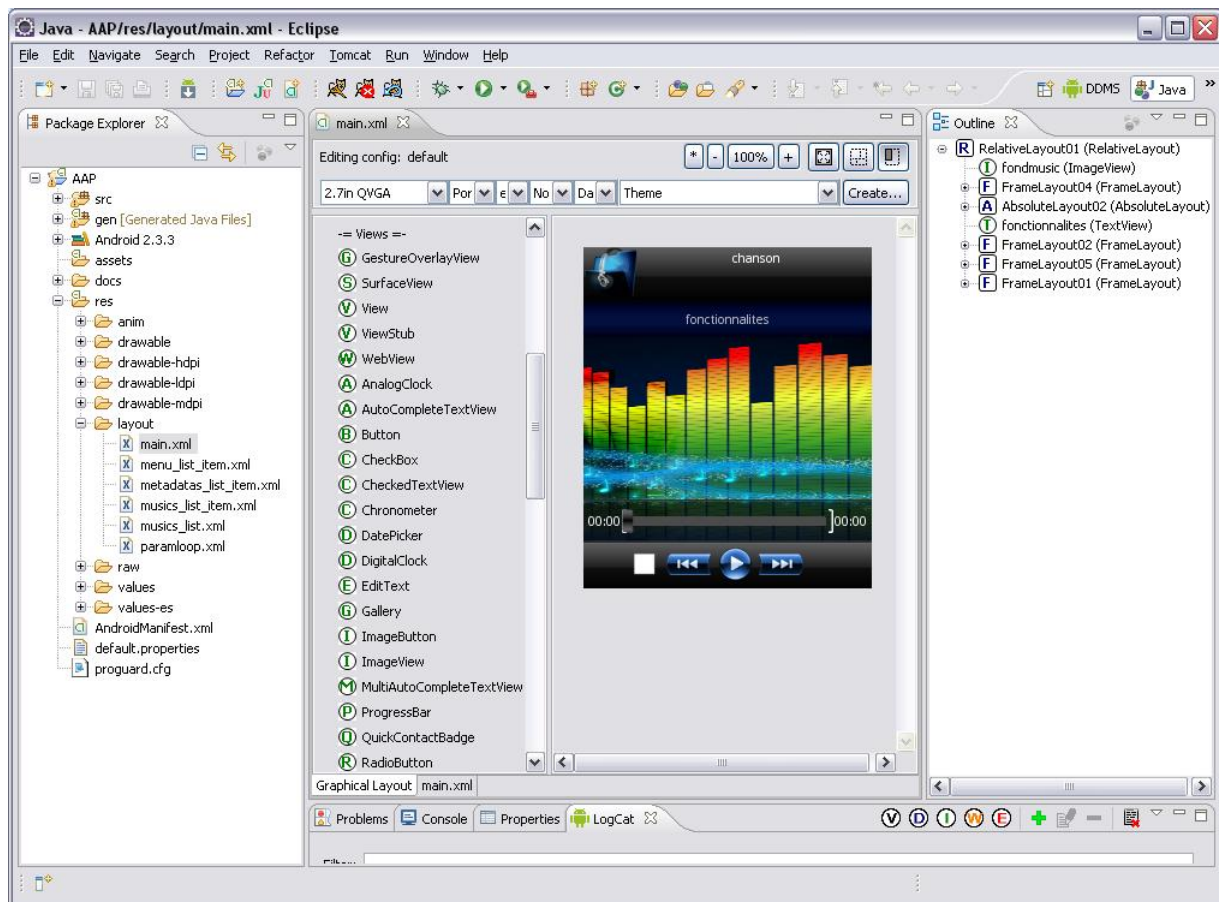 Java - AAP/res/layout/main.xml - Eclipse
File Edit Navigate Search Project Refactor Tomcat Run Window Help
DDMS Java »
Package Explorer
AAP
src
gen [Generated Java Files]
Android 2.3.3
assets
docs
res
anim
drawable
drawable-hdpi
drawable-ldpi
drawable-mdpi
layout
main.xml
menu_list_item.xml
metadatas_list_item.xml
musics_list_item.xml
musics_list.xml
paramloop.xml
raw
values
values-es
AndroidManifest.xml
default.properties
proguard.cfg
main.xml
Editing config: default
* - 100% +
2.7in QVGA Por e No Da Theme Create...
-= Views =-
G GestureOverlayView
S SurfaceView
V View
V ViewStub
W WebView
A AnalogClock
A AutoCompleteTextView
B Button
C CheckBox
C CheckedTextView
C Chronometer
D DatePicker
D DigitalClock
E EditText
G Gallery
I ImageButton
I ImageView
M MultiAutoCompleteTextView
P ProgressBar
Q QuickContactBadge
R RadioButton
chanson
fonctionnalites
00:00 00:00
Graphical Layout main.xml
Outline
R RelativeLayout01 (RelativeLayout)
I fondmusic (ImageView)
F FrameLayout04 (FrameLayout)
A AbsoluteLayout02 (AbsoluteLayout)
T fonctionnalites (TextView)
F FrameLayout02 (FrameLayout)
F FrameLayout05 (FrameLayout)
F FrameLayout01 (FrameLayout)
Problems Console Properties LogCat V D I W E